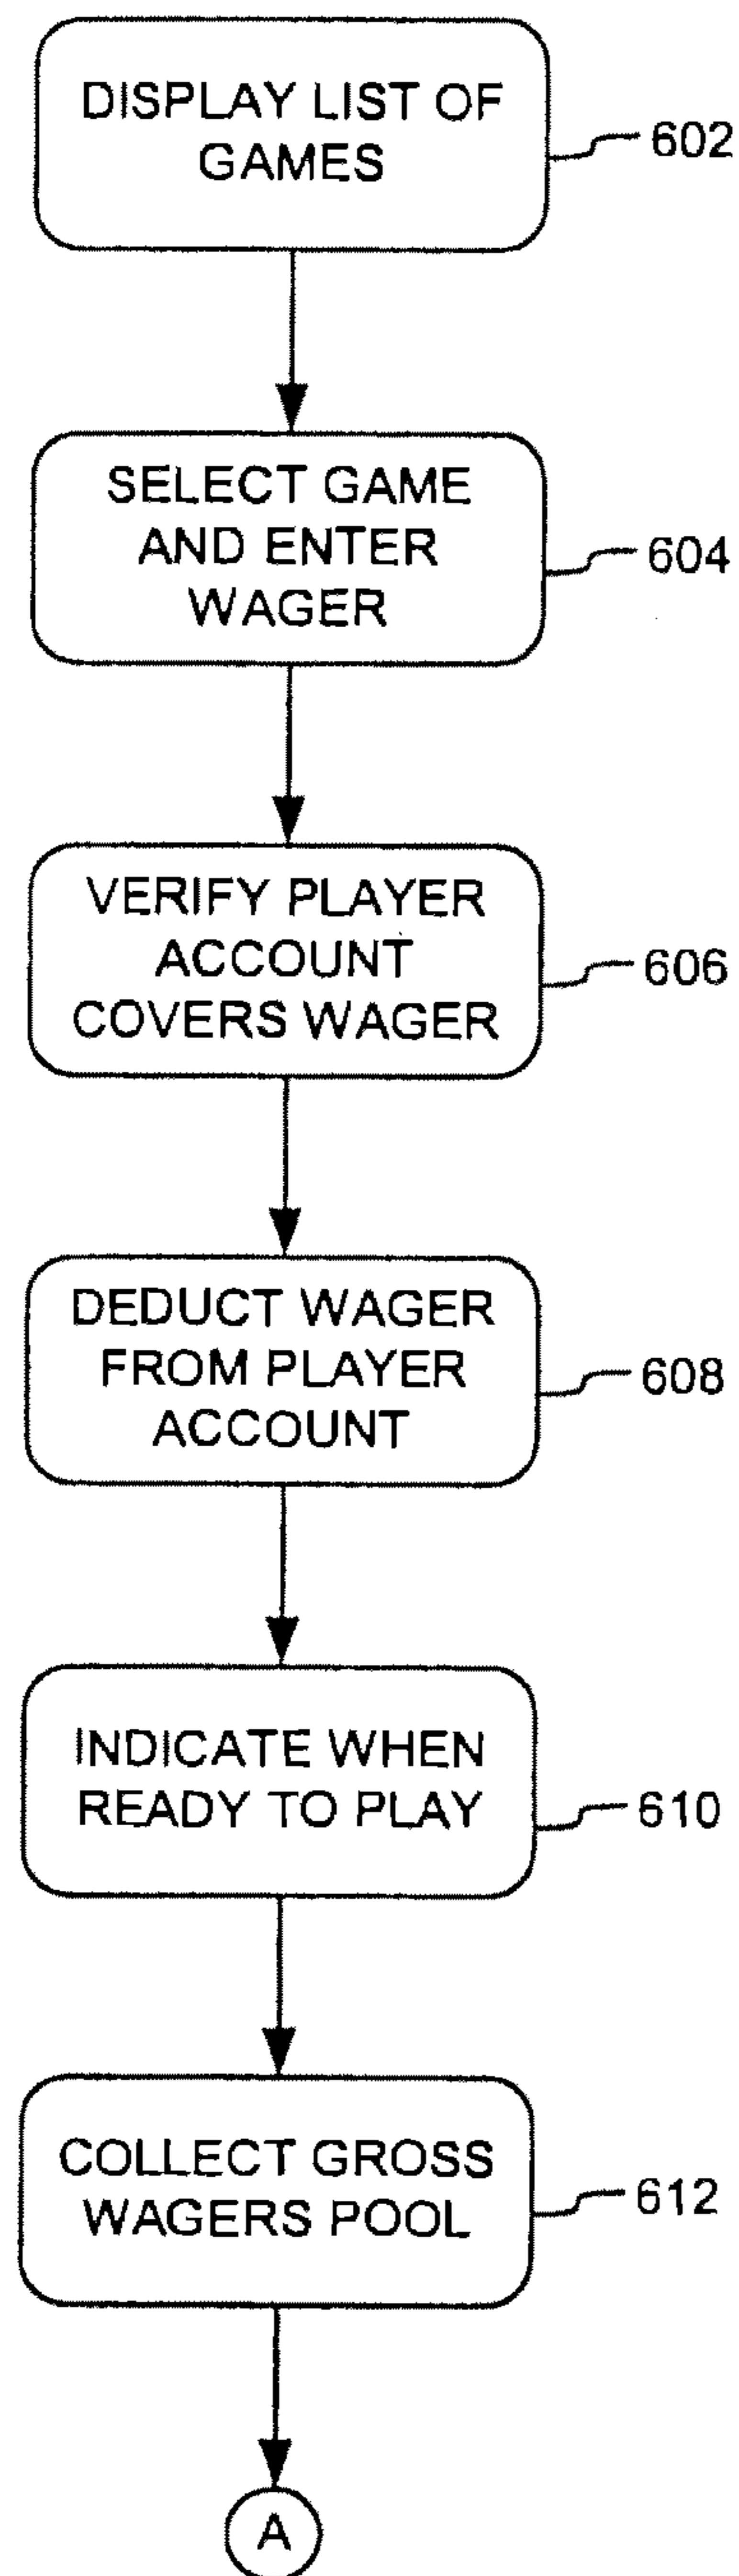 DISPLAY LIST OF
GAMES
602
SELECT GAME
AND ENTER
WAGER
604
VERIFY PLAYER
ACCOUNT
COVERS WAGER
606
DEDUCT WAGER
FROM PLAYER
ACCOUNT
608
INDICATE WHEN
READY TO PLAY
610
COLLECT GROSS
WAGERS POOL
612
A